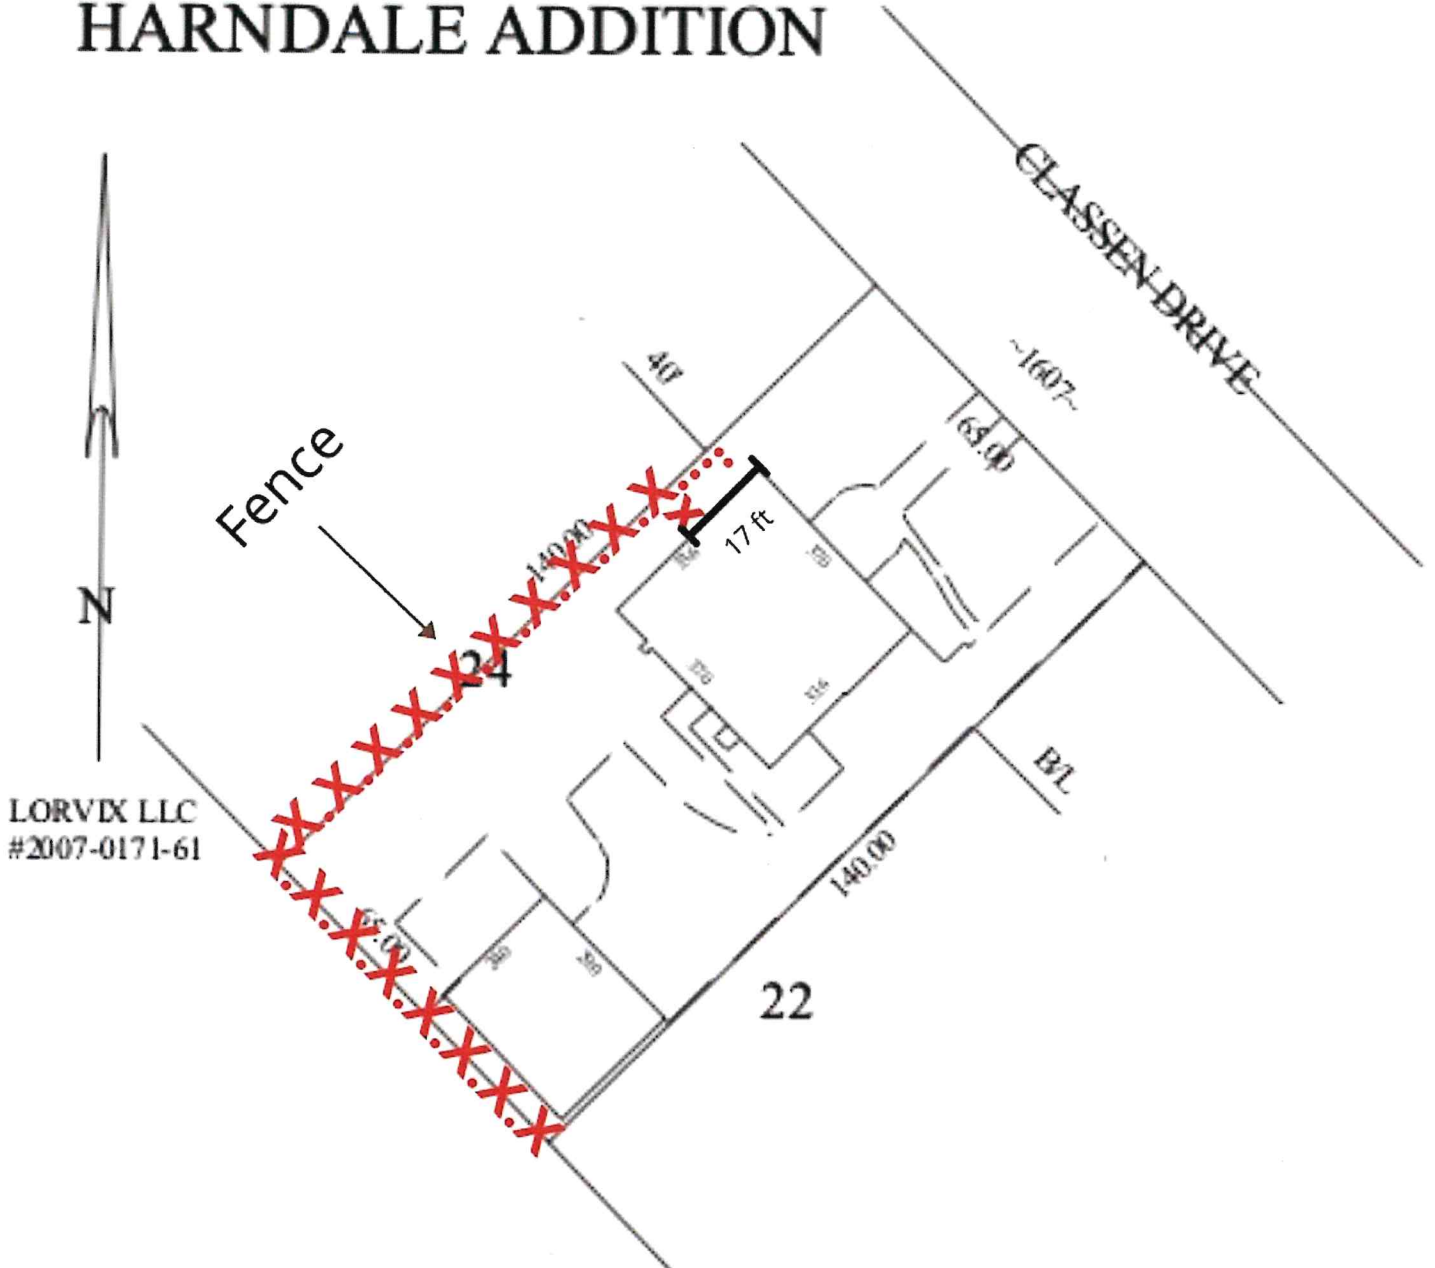 HARNDALE ADDITION
CLASSEN DRIVE
~1607~
40'
65.00
Fence
140.00
17 ft
N
24
B/L
LORVIX LLC
#2007-0171-61
140.00
65.00
22